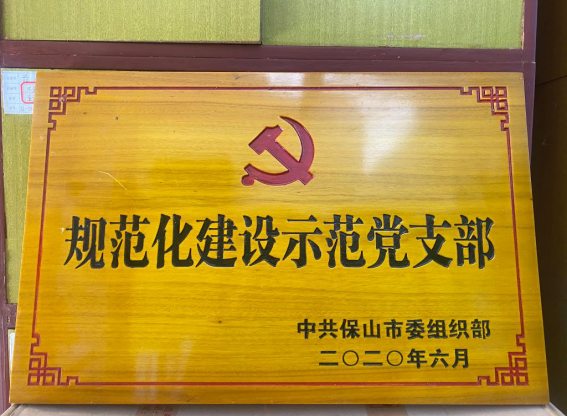 规范化建设示范党支部
中共保山市委组织部
二〇二〇年六月